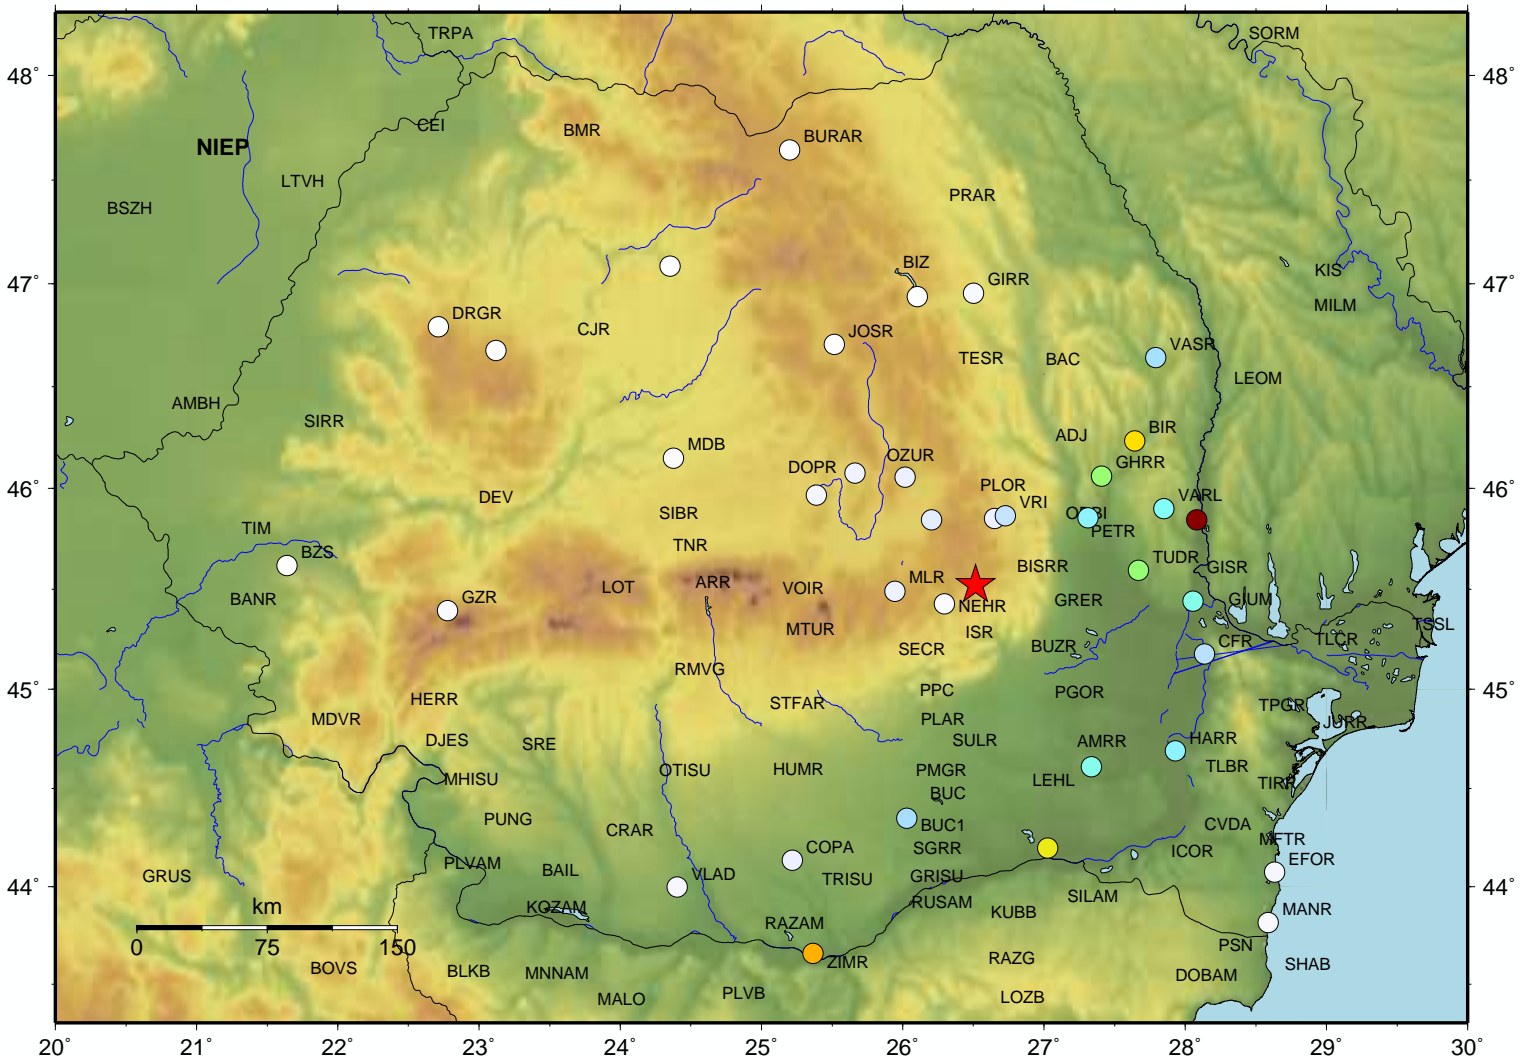 TRPA
SORM
48° 48°
CEI
BMR
BURAR
NIEP
LTVH
PRAR
BSZH
BIZ
KIS
47° 47°
GIRR
MILM
DRGR
CJR
JOSR
VASR
TESR
BAC
LEOM
AMBH
SIRR
BIR
ADJ
MDB
OZUR
GHRR
DOPR
PLOR
46° 46°
DEV
VRI
VARL
SIBR
TIM
PETR
TNR
BZS
TUDR
BISRR
GISR
MLR
ARR
LOT
VOIR
GZR
BANR
GRER
GIUM
NEHR
TSSL
MTUR
ISR
TLCR
CFR
SECR
BUZR
RMVG
45° 45°
PPC
PGOR
HERR
STFAR
TPGR
MDVR
PLAR
JURR
DJES
SRE
SULR
AMRR
HARR
OTISU
HUMR
PMGR
TLBR
MHISU
LEHL
TIRR
BUC
PUNG
CRAR
BUC1
CVDA
MFTR
COPA
SGRR
ICOR
EFOR
PLVAM
BAIL
VLAD
GRUS
TRISU
GRISU
44° 44°
SILAM
km
KOZAM
RUSAM
KUBB
MANR
RAZAM
0 75 150
PSN
ZIMR
RAZG
SHAB
BOVS
BLKB
MNNAM
DOBAM
MALO
PLVB
LOZB
20° 21° 22° 23° 24° 25° 26° 27° 28° 29° 30°